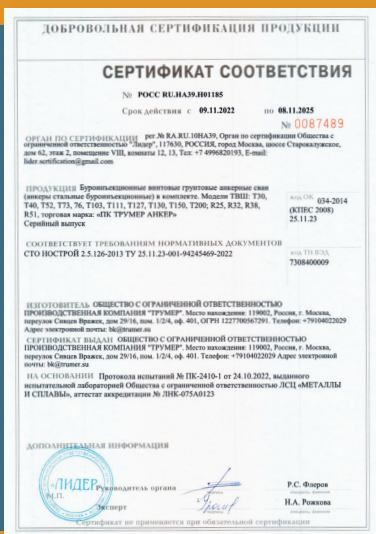 ДОБРОВОЛЬНАЯ СЕРТИФИКАЦИЯ ПРОДУКЦИИ
СЕРТИФИКАТ СООТВЕТСТВИЯ
№ РОСС RU.НА39.Н01185
Срок действия с 09.11.2022 по 08.11.2025
№ 0087489
ОРГАН ПО СЕРТИФИКАЦИИ рег.№ RA.RU.10НА39, Орган по сертификации Общества с
ограниченной ответственностью "Лидер", 117630, РОССИЯ, город Москва, шоссе Старокалужское,
дом 62, этаж 2, помещение VIII, комнаты 12, 13, Тел: +7 4996820193, E-mail:
lider.sertification@gmail.com
ПРОДУКЦИЯ Буроинъекционные винтовые грунтовые анкерные сваи
(анкеры стальные буроинъекционные) в комплекте. Модели ТВШ: Т30,
Т40, Т52, Т73, 76, Т103, Т111, Т127, Т130, Т150, Т200; R25, R32, R38,
R51, торговая марка: «ПК ТРУМЕР АНКЕР»
Серийный выпуск
код ОК 034-2014
(КПЕС 2008)
25.11.23
СООТВЕТСТВУЕТ ТРЕБОВАНИЯМ НОРМАТИВНЫХ ДОКУМЕНТОВ
СТО НОСТРОЙ 2.5.126-2013 ТУ 25.11.23-001-94245469-2022
код ТН ВЭД
7308400009
ИЗГОТОВИТЕЛЬ ОБЩЕСТВО С ОГРАНИЧЕННОЙ ОТВЕТСТВЕННОСТЬЮ
ПРОИЗВОДСТВЕННАЯ КОМПАНИЯ "ТРУМЕР". Место нахождения: 119002, Россия, г. Москва,
переулок Сивцев Вражек, дом 29/16, пом. 1/2/4, оф. 401, ОГРН 1227700567291. Телефон: +79104022029
Адрес электронной почты: bk@trumer.su
СЕРТИФИКАТ ВЫДАН ОБЩЕСТВО С ОГРАНИЧЕННОЙ ОТВЕТСТВЕННОСТЬЮ
ПРОИЗВОДСТВЕННАЯ КОМПАНИЯ "ТРУМЕР". Место нахождения: 119002, Россия, г. Москва,
переулок Сивцев Вражек, дом 29/16, пом. 1/2/4, оф. 401. Телефон: +79104022029 Адрес электронной
почты: bk@trumer.su
НА ОСНОВАНИИ Протокола испытаний № ПК-2410-1 от 24.10.2022, выданного
испытательной лабораторией Общества с ограниченной ответственностью ЛСЦ «МЕТАЛЛЫ
И СПЛАВЫ», аттестат аккредитации № ЛНК-075А0123
ДОПОЛНИТЕЛЬНАЯ ИНФОРМАЦИЯ
ЛИДЕР
М.П.
Руководитель органа
Р.С. Флеров
Эксперт
Н.А. Рожкова
Сертификат не применяется при обязательной сертификации